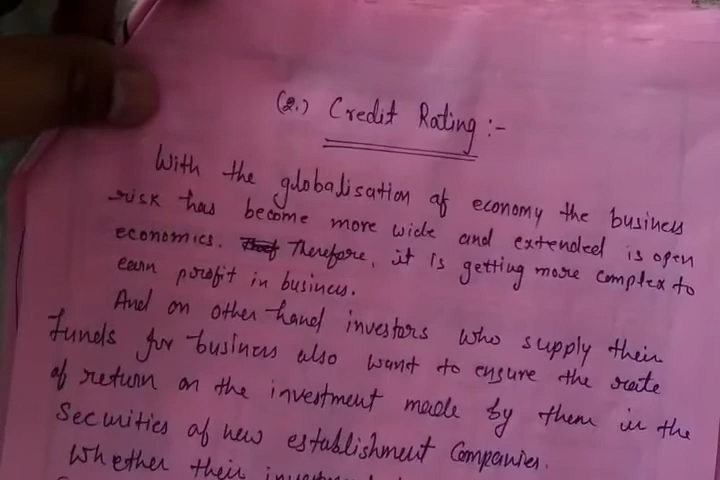 (2.) Credit Rating :-
With the globalisation of economy the business
risk has become more wide and extended is open
economics. Therefore, it is getting more complex to
earn profit in business.
And on other hand investors who supply their
funds for business also want to ensure the rate
of return on the investment made by them in the
Securities of new establishment Companies.
Whether their